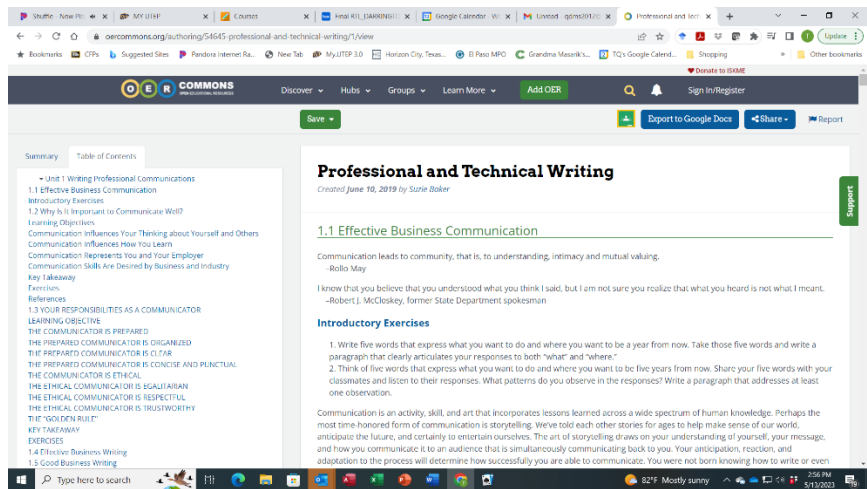 Shuffle - Now Pl
MY UTEP
Courses
Final RTL_DARRINGTO
Google Calendar - W
Unread - qdms2012@
Professional and Tech
oercommons.org/authoring/54645-professional-and-technical-writing/1/view
Update
Bookmarks
CFPs
Suggested Sites
Pandora Internet Ra...
New Tab
My.UTEP 3.0
Horizon City, Texas...
El Paso MPO
Grandma Masarik's...
TQ's Google Calend...
Shopping
Other bookmarks
Donate to ISKME
OER COMMONS
OPEN EDUCATIONAL RESOURCES
Discover
Hubs
Groups
Learn More
Add OER
Sign In/Register
Save
Export to Google Docs
Share
Report
Summary
Table of Contents
Unit 1 Writing Professional Communications
1.1 Effective Business Communication
Introductory Exercises
1.2 Why Is It Important to Communicate Well?
Learning Objectives
Communication Influences Your Thinking about Yourself and Others
Communication Influences How You Learn
Communication Represents You and Your Employer
Communication Skills Are Desired by Business and Industry
Key Takeaway
Exercises
References
1.3 YOUR RESPONSIBILITIES AS A COMMUNICATOR
LEARNING OBJECTIVE
THE COMMUNICATOR IS PREPARED
THE PREPARED COMMUNICATOR IS ORGANIZED
THE PREPARED COMMUNICATOR IS CLEAR
THE PREPARED COMMUNICATOR IS CONCISE AND PUNCTUAL
THE COMMUNICATOR IS ETHICAL
THE ETHICAL COMMUNICATOR IS EGALITARIAN
THE ETHICAL COMMUNICATOR IS RESPECTFUL
THE ETHICAL COMMUNICATOR IS TRUSTWORTHY
THE "GOLDEN RULE"
KEY TAKEAWAY
EXERCISES
1.4 Effective Business Writing
1.5 Good Business Writing
Professional and Technical Writing
Created June 10, 2019 by Suzie Baker
1.1 Effective Business Communication
Communication leads to community, that is, to understanding, intimacy and mutual valuing.
–Rollo May
I know that you believe that you understood what you think I said, but I am not sure you realize that what you heard is not what I meant.
–Robert J. McCloskey, former State Department spokesman
Introductory Exercises
1. Write five words that express what you want to do and where you want to be a year from now. Take those five words and write a
paragraph that clearly articulates your responses to both "what" and "where."
2. Think of five words that express what you want to do and where you want to be five years from now. Share your five words with your
classmates and listen to their responses. What patterns do you observe in the responses? Write a paragraph that addresses at least
one observation.
Communication is an activity, skill, and art that incorporates lessons learned across a wide spectrum of human knowledge. Perhaps the
most time-honored form of communication is storytelling. We've told each other stories for ages to help make sense of our world,
anticipate the future, and certainly to entertain ourselves. The art of storytelling draws on your understanding of yourself, your message,
and how you communicate it to an audience that is simultaneously communicating back to you. Your anticipation, reaction, and
adaptation to the process will determine how successfully you are able to communicate. You were not born knowing how to write or even
Support
Type here to search
82°F Mostly sunny
2:56 PM
5/13/2023